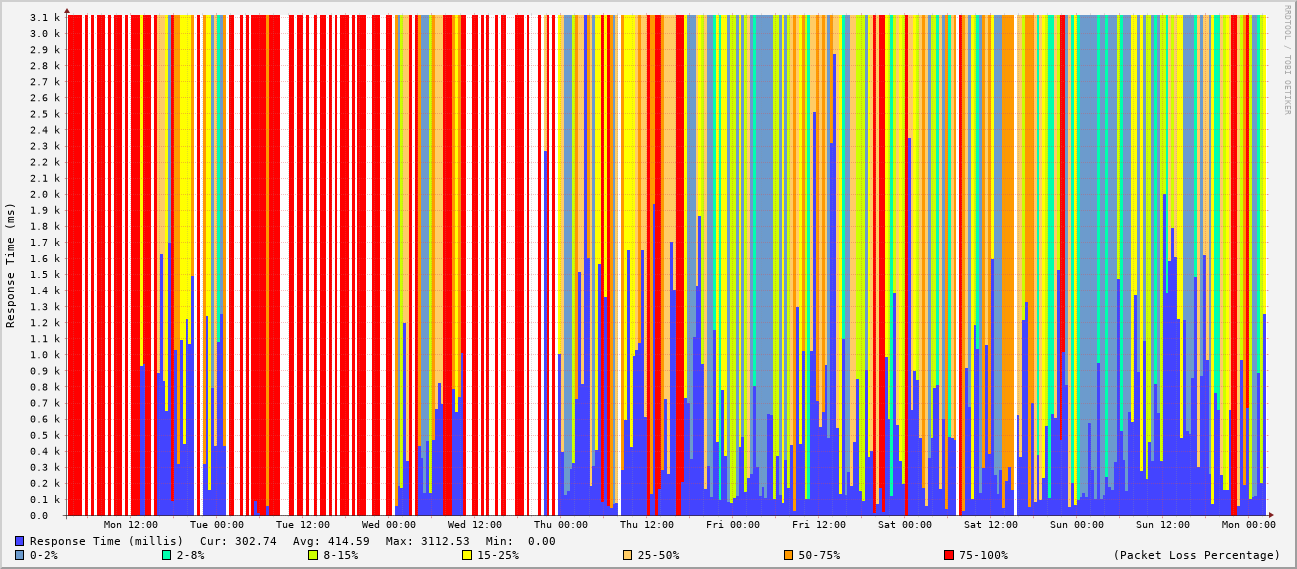 3.1 k
3.0 k
2.9 k
2.8 k
2.7 k
2.6 k
2.5 k
2.4 k
2.3 k
2.2 k
2.1 k
2.0 k
1.9 k
1.8 k
1.7 k
1.6 k
1.5 k
1.4 k
1.3 k
1.2 k
1.1 k
1.0 k
0.9 k
0.8 k
0.7 k
0.6 k
0.5 k
0.4 k
0.3 k
0.2 k
0.1 k
0.0
Response Time (ms)
RRDTOOL / TOBI OETIKER
Mon 12:00 Tue 00:00 Tue 12:00 Wed 00:00 Wed 12:00 Thu 00:00 Thu 12:00 Fri 00:00 Fri 12:00 Sat 00:00 Sat 12:00 Sun 00:00 Sun 12:00 Mon 00:00
Response Time (millis) Cur: 302.74 Avg: 414.59 Max: 3112.53 Min: 0.00
0-2% 2-8% 8-15% 15-25% 25-50% 50-75% 75-100% (Packet Loss Percentage)